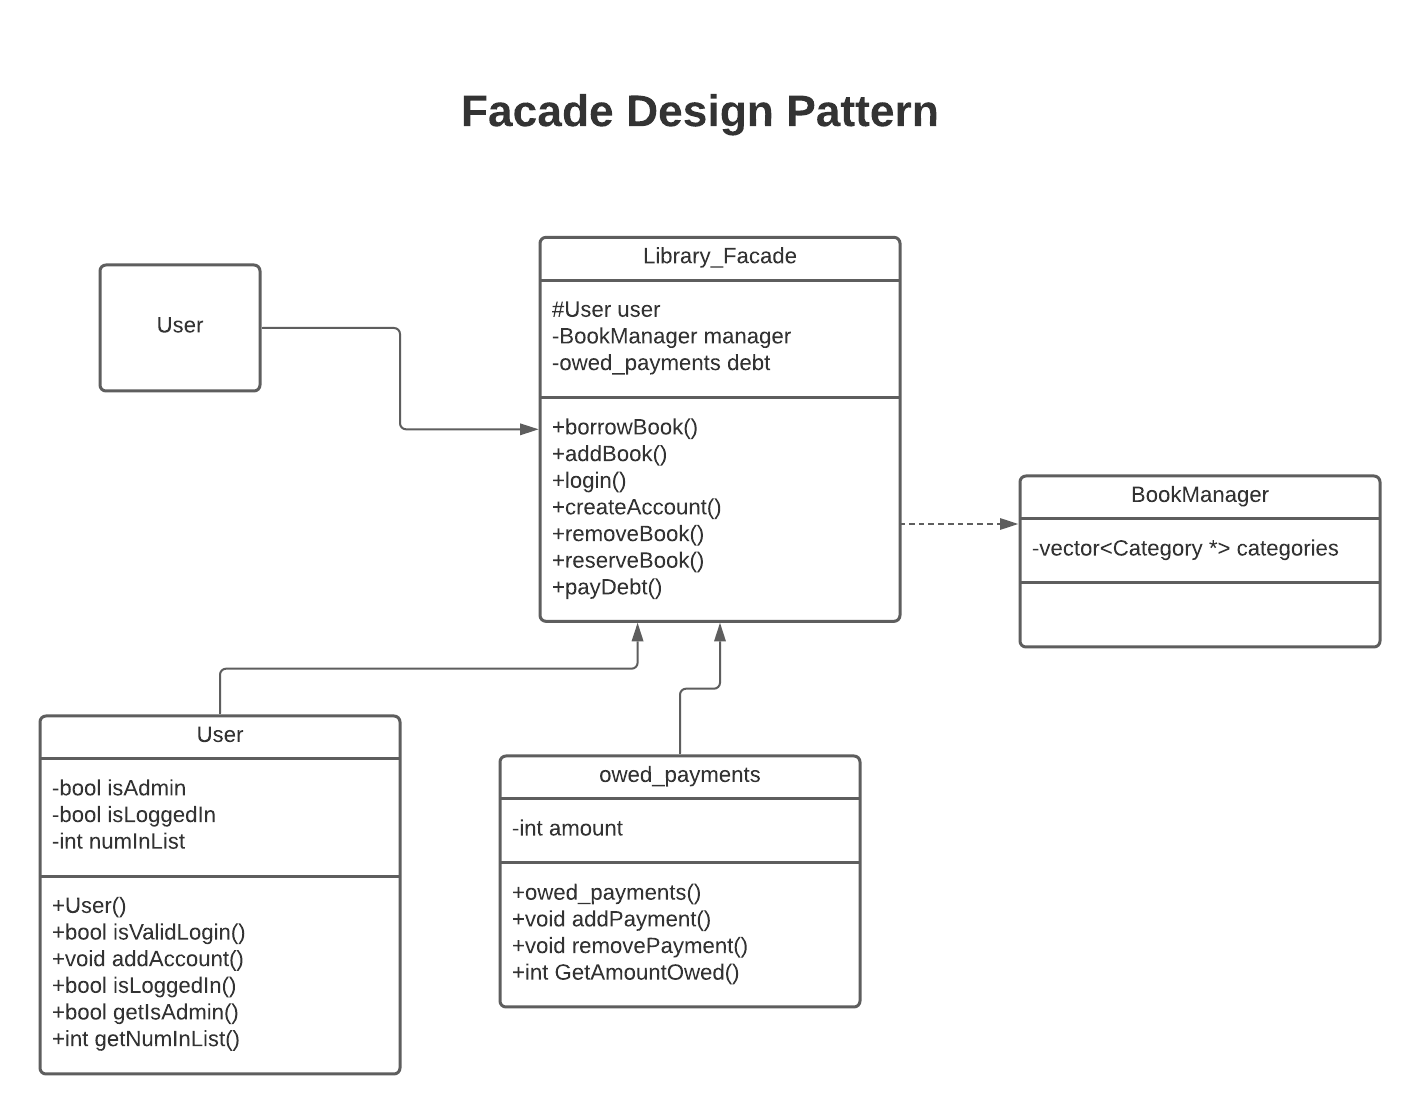 Facade Design Pattern
User
Library_Facade
#User user
-BookManager manager
-owed_payments debt
+borrowBook()
+addBook()
+login()
+createAccount()
+removeBook()
+reserveBook()
+payDebt()
BookManager
-vector<Category *> categories
User
-bool isAdmin
-bool isLoggedIn
-int numInList
+User()
+bool isValidLogin()
+void addAccount()
+bool isLoggedIn()
+bool getIsAdmin()
+int getNumInList()
owed_payments
-int amount
+owed_payments()
+void addPayment()
+void removePayment()
+int GetAmountOwed()